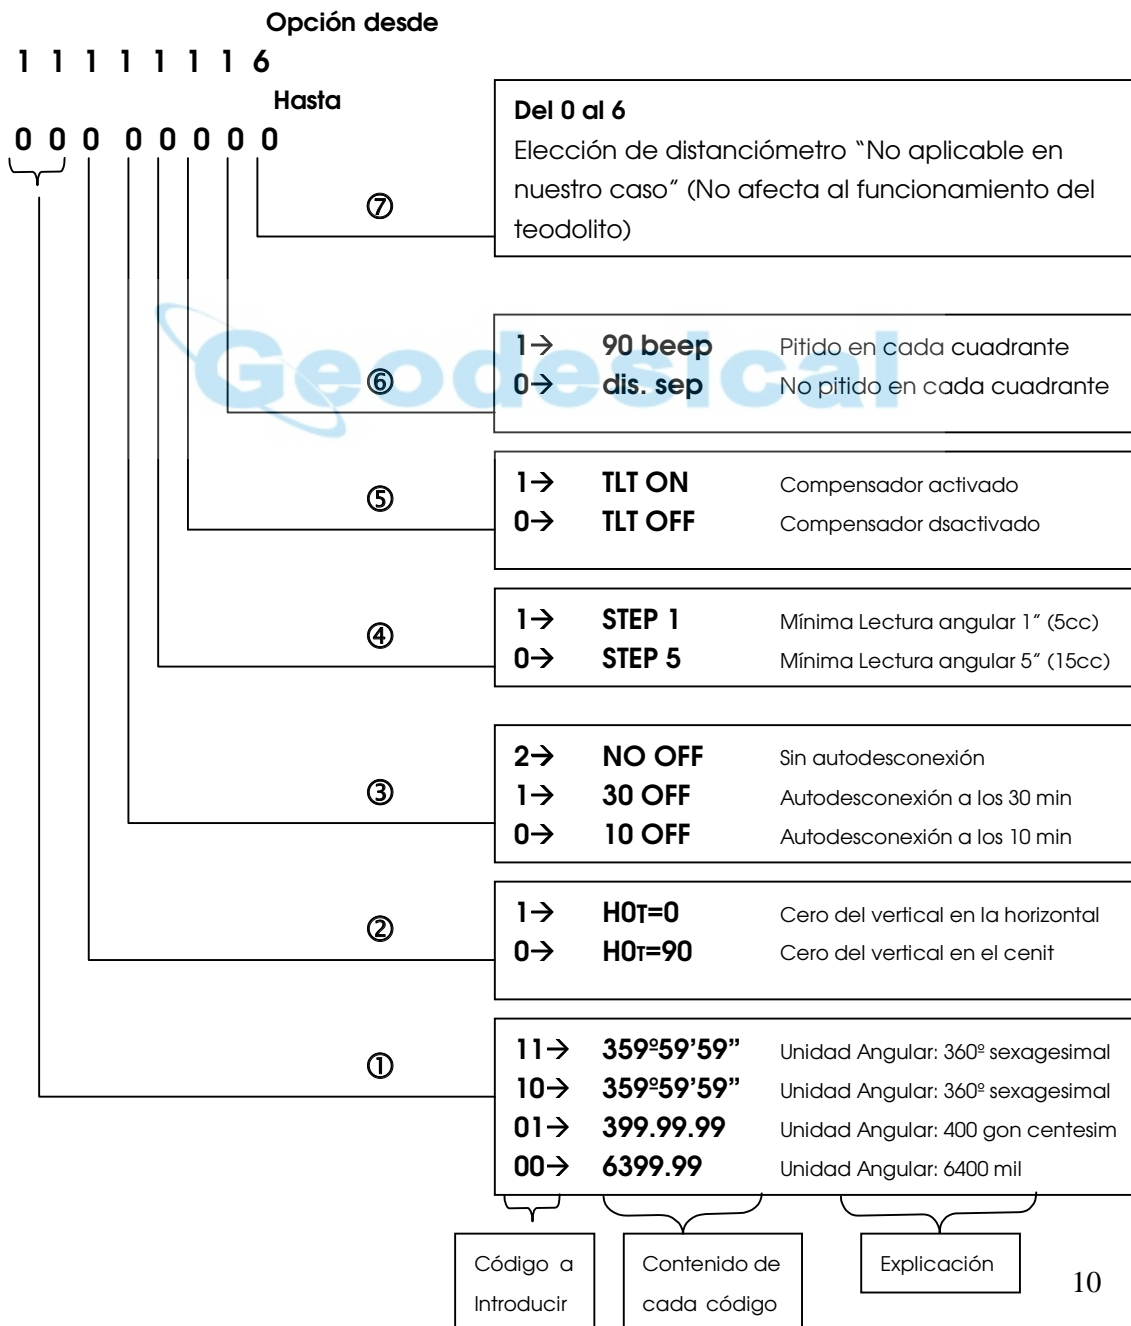 Opción desde
1 1 1 1 1 1 1 6
Hasta
0 0 0 0 0 0 0 0
Del 0 al 6
Elección de distanciómetro “No aplicable en
nuestro caso” (No afecta al funcionamiento del
teodolito)
⑦
Geodesical
1→ 90 beep Pitido en cada cuadrante
⑥
0→ dis. sep No pitido en cada cuadrante
1→ TLT ON Compensador activado
⑤
0→ TLT OFF Compensador dsactivado
1→ STEP 1 Mínima Lectura angular 1” (5cc)
④
0→ STEP 5 Mínima Lectura angular 5” (15cc)
2→ NO OFF Sin autodesconexión
③
1→ 30 OFF Autodesconexión a los 30 min
0→ 10 OFF Autodesconexión a los 10 min
1→ H0T=0 Cero del vertical en la horizontal
②
0→ H0T=90 Cero del vertical en el cenit
11→ 359º59’59” Unidad Angular: 360º sexagesimal
①
10→ 359º59’59” Unidad Angular: 360º sexagesimal
01→ 399.99.99 Unidad Angular: 400 gon centesim
00→ 6399.99 Unidad Angular: 6400 mil
Código a
Introducir
Contenido de
cada código
Explicación
10